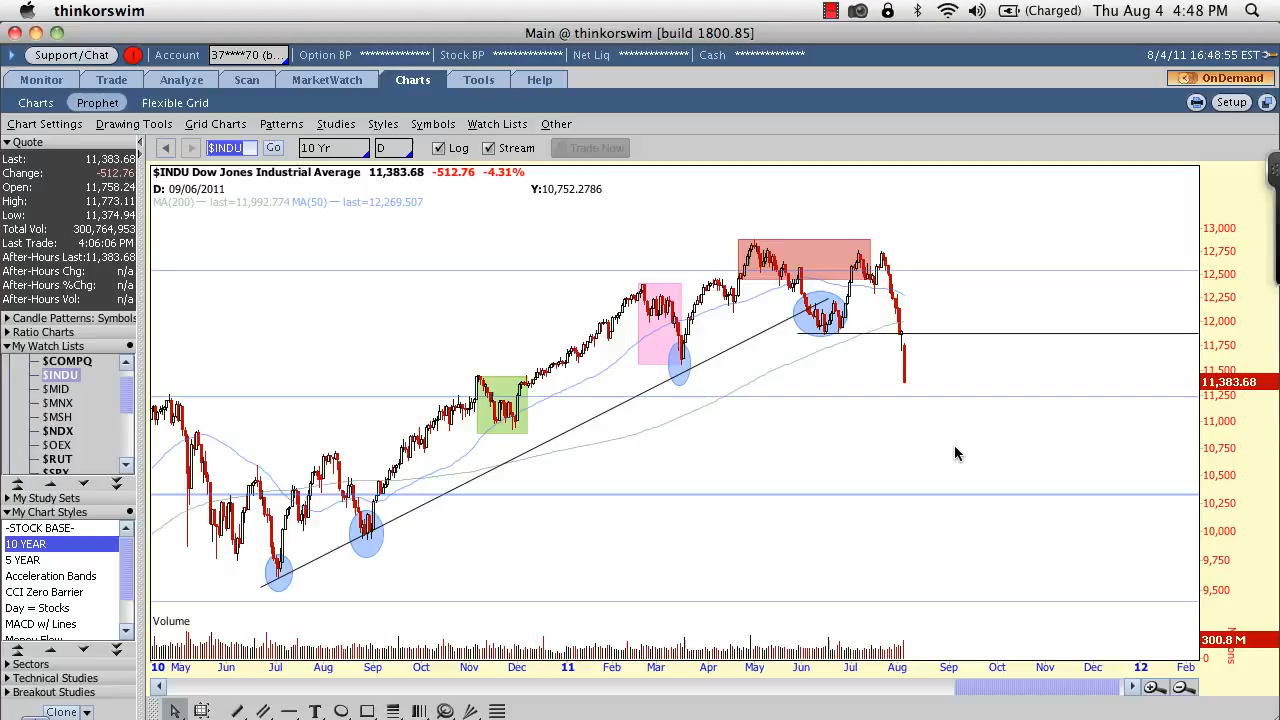 thinkorswim (Charged) Thu Aug 4 4:48 PM
Main @ thinkorswim [build 1800.85]
Support/Chat ! Account 37****70 (b... Option BP ************** Stock BP ************** Net Liq ************** Cash ************** 8/4/11 16:48:55 EST
Monitor Trade Analyze Scan MarketWatch Charts Tools Help OnDemand
Charts Prophet Flexible Grid Setup
Chart Settings Drawing Tools Grid Charts Patterns Studies Styles Symbols Watch Lists Other
Quote
$INDU Go 10 Yr D Log Stream Trade Now
Last: 11,383.68
Change: -512.76
Open: 11,758.24
High: 11,773.11
Low: 11,374.94
Total Vol: 300,764,953
Last Trade: 4:06:06 PM
After-Hours Last: 11,383.68
After-Hours Chg: n/a
After-Hours %Chg: n/a
After-Hours Vol: n/a
Candle Patterns: Symbols
Ratio Charts
My Watch Lists
$COMPQ
$INDU
$MID
$MNX
$MSH
$NDX
$OEX
$RUT
$SPX
My Study Sets
My Chart Styles
-STOCK BASE-
10 YEAR
5 YEAR
Acceleration Bands
CCI Zero Barrier
Day = Stocks
MACD w/ Lines
Sectors
Technical Studies
Breakout Studies
Clone
$INDU Dow Jones Industrial Average 11,383.68 -512.76 -4.31%
D: 09/06/2011 Y:10,752.2786
MA(200) — last=11,992.774 MA(50) — last=12,269.507
13,000
12,750
12,500
12,250
12,000
11,750
11,500
11,383.68
11,250
11,000
10,750
10,500
10,250
10,000
9,750
9,500
Volume
300.8 M
0
10 May Jun Jul Aug Sep Oct Nov Dec 11 Feb Mar Apr May Jun Jul Aug Sep Oct Nov Dec 12 Feb
T